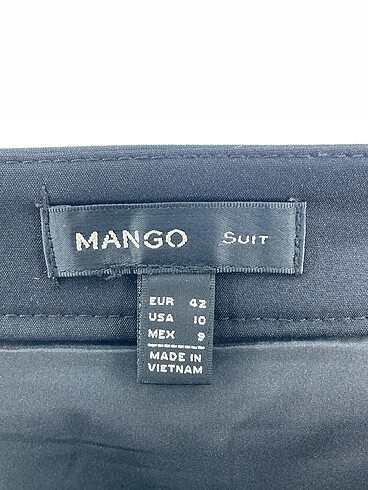 MANGO SUIT
EUR 42
USA 10
MEX 9
MADE IN
VIETNAM